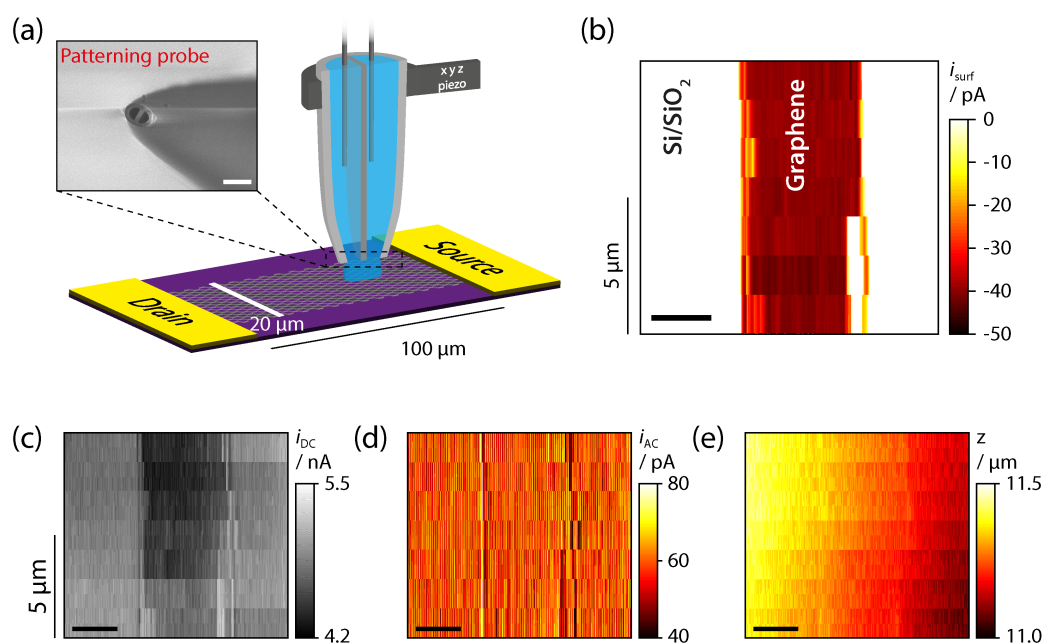 (a)
Patterning probe
x y z
piezo
Source
Drain
20 μm
100 μm
(b)
Si/SiO2
Graphene
5 μm
isurf
/ pA
0
-10
-20
-30
-40
-50
(c)
5 μm
iDC
/ nA
5.5
4.2
(d)
iAC
/ pA
80
60
40
(e)
z
/ μm
11.5
11.0